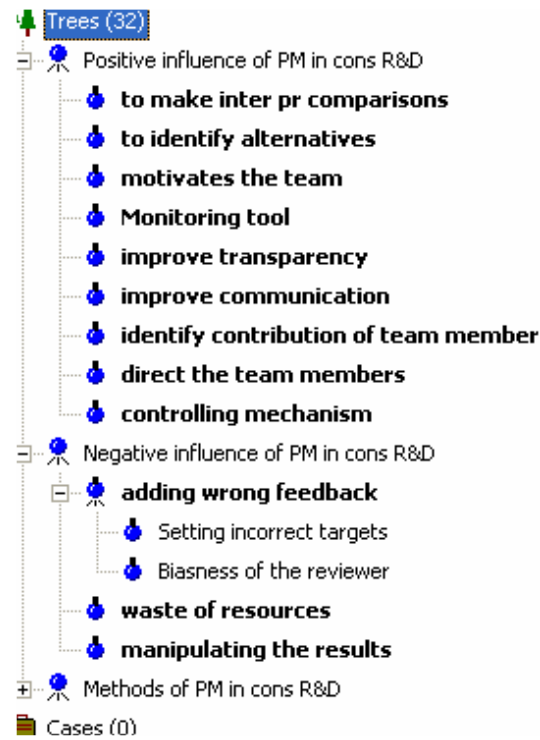 Trees (32)
Positive influence of PM in cons R&D
to make inter pr comparisons
to identify alternatives
motivates the team
Monitoring tool
improve transparency
improve communication
identify contribution of team member
direct the team members
controlling mechanism
Negative influence of PM in cons R&D
adding wrong feedback
Setting incorrect targets
Biasness of the reviewer
waste of resources
manipulating the results
Methods of PM in cons R&D
Cases (0)